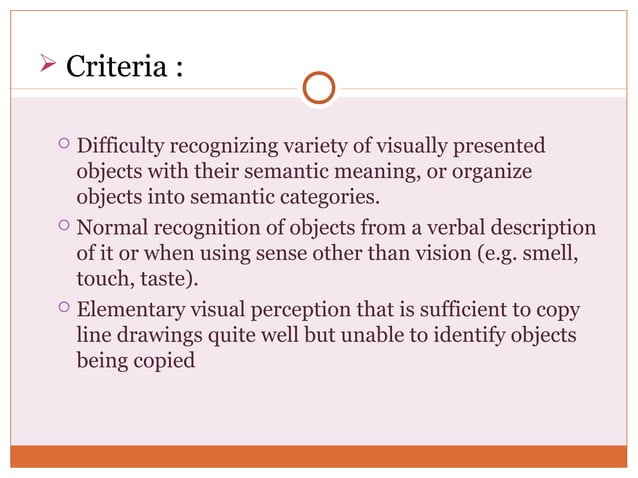 Criteria :
Difficulty recognizing variety of visually presented
objects with their semantic meaning, or organize
objects into semantic categories.
Normal recognition of objects from a verbal description
of it or when using sense other than vision (e.g. smell,
touch, taste).
Elementary visual perception that is sufficient to copy
line drawings quite well but unable to identify objects
being copied